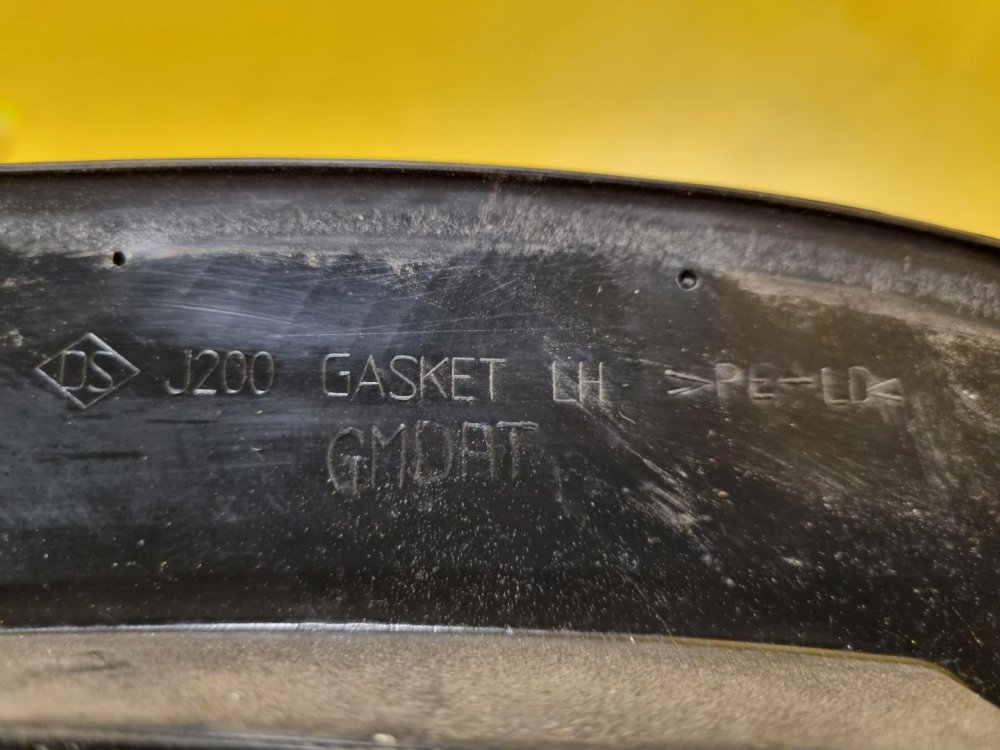 DS J200 GASKET LH >PE-LD<
GMDAT